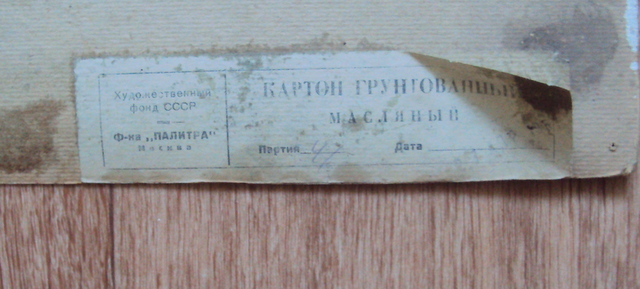 Художественный
фонд СССР
Ф-ка „ПАЛИТРА"
Москва
КАРТОН ГРУНТОВАННЫЙ
МАСЛЯНЫЙ
Партия Дата